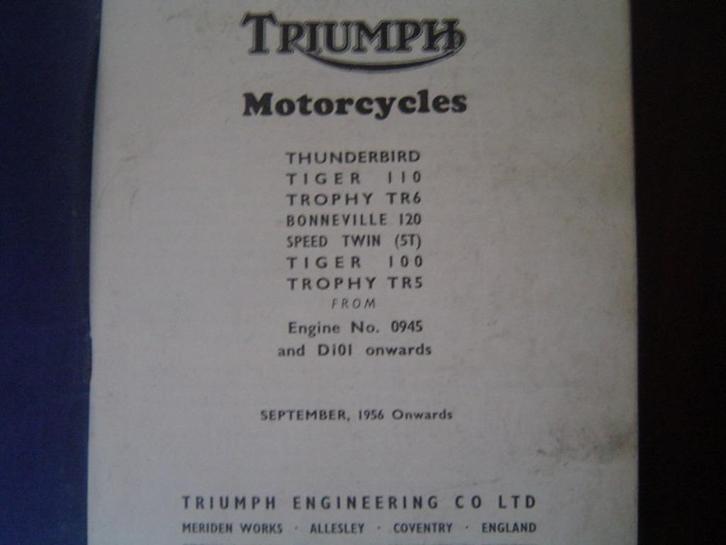 TRIUMPH
Motorcycles
THUNDERBIRD
TIGER 110
TROPHY TR6
BONNEVILLE 120
SPEED TWIN (5T)
TIGER 100
TROPHY TR5
FROM
Engine No. 0945
and D101 onwards
SEPTEMBER, 1956 Onwards
TRIUMPH ENGINEERING CO LTD
MERIDEN WORKS · ALLESLEY · COVENTRY · ENGLAND